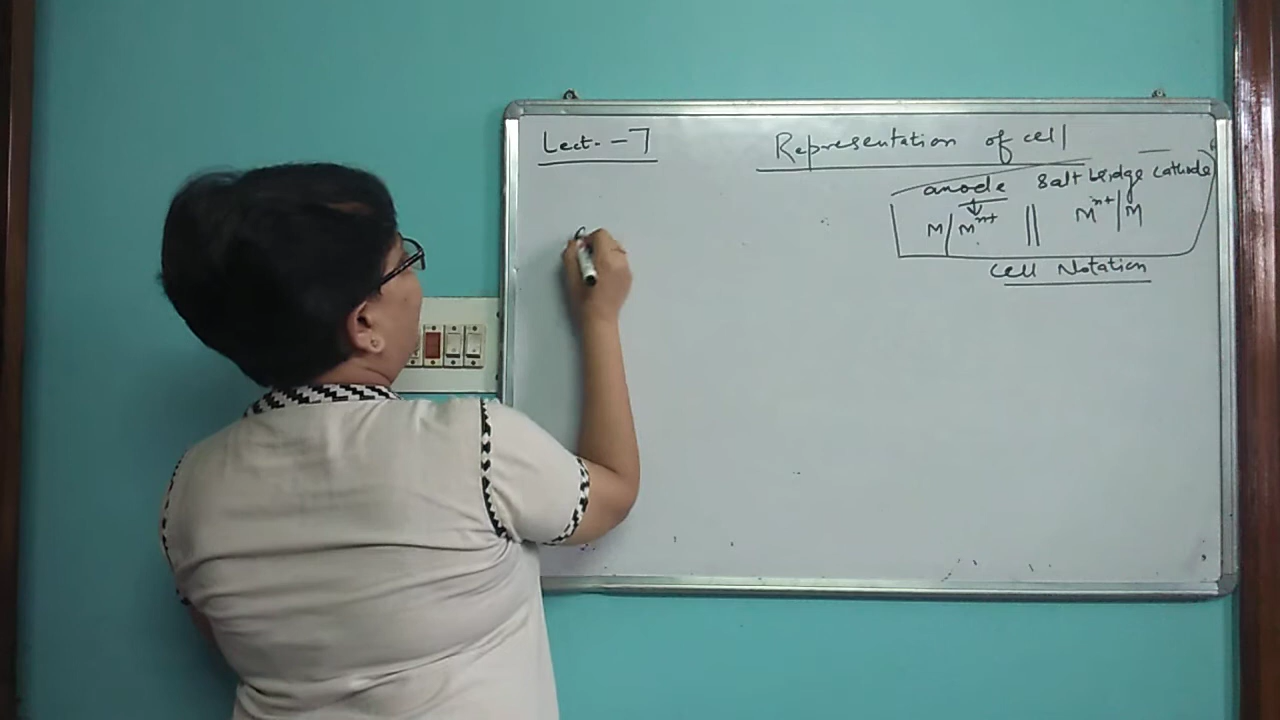 Lect. - 7
Representation of cell
anode Salt bridge cathode
M/M^n+ || M^n+/M
Cell Notation